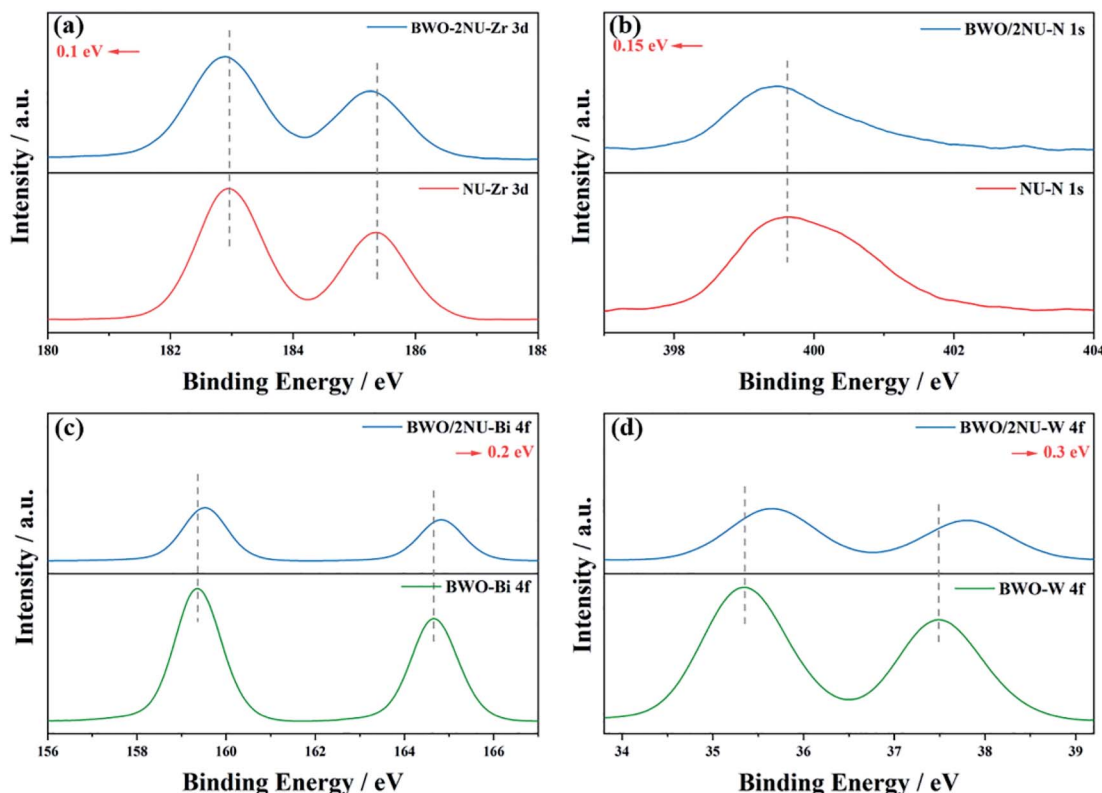 (a)
BWO-2NU-Zr 3d
0.1 eV
NU-Zr 3d
Intensity / a.u.
180 182 184 186 188
Binding Energy / eV
(b)
BWO/2NU-N 1s
0.15 eV
NU-N 1s
Intensity / a.u.
398 400 402 404
Binding Energy / eV
(c)
BWO/2NU-Bi 4f
0.2 eV
BWO-Bi 4f
Intensity / a.u.
156 158 160 162 164 166
Binding Energy / eV
(d)
BWO/2NU-W 4f
0.3 eV
BWO-W 4f
Intensity / a.u.
34 35 36 37 38 39
Binding Energy / eV